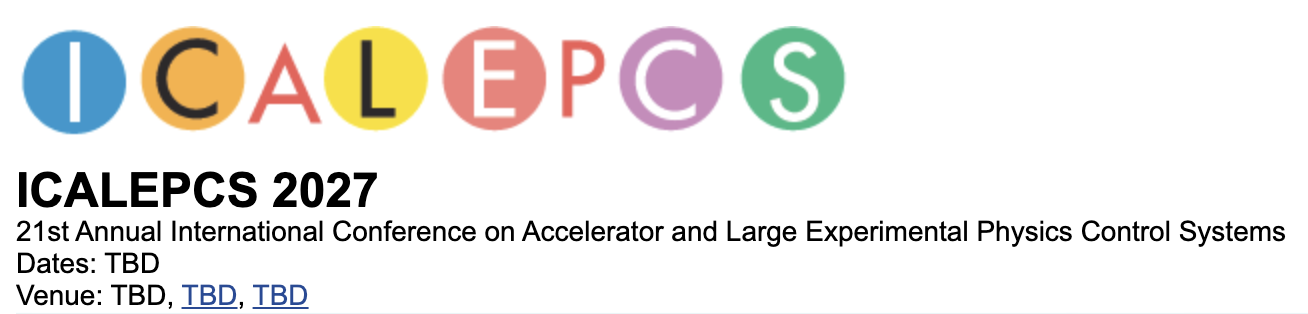 ICALEPCS
ICALEPCS 2027
21st Annual International Conference on Accelerator and Large Experimental Physics Control Systems
Dates: TBD
Venue: TBD, TBD, TBD